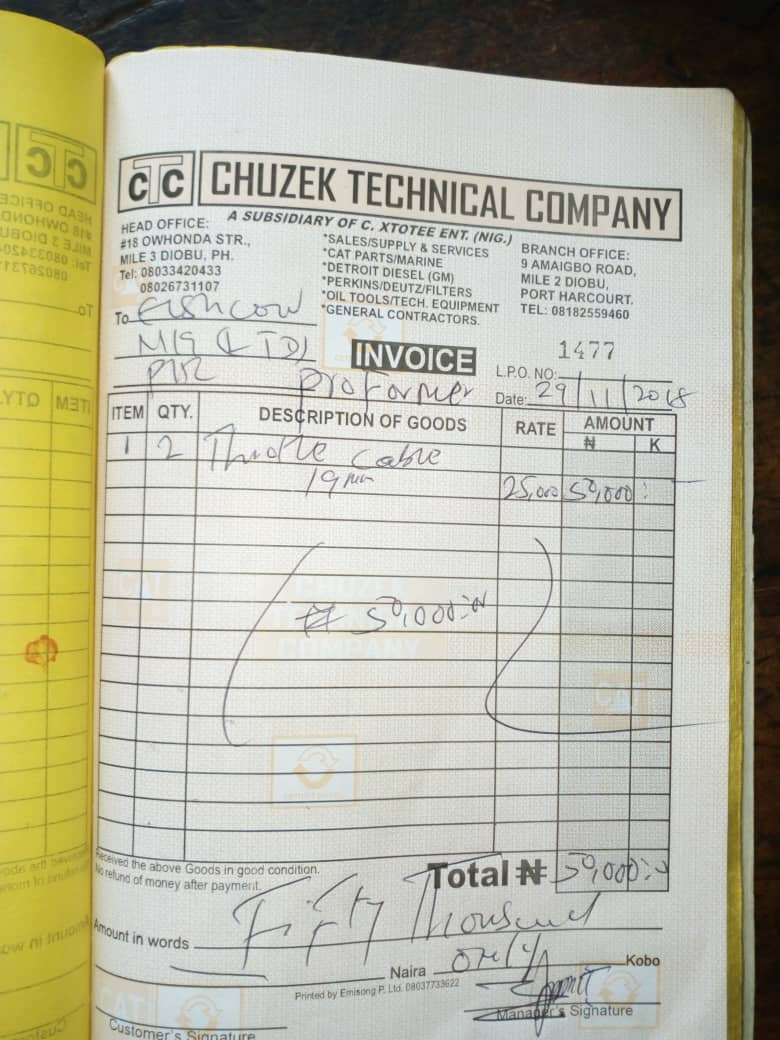 CTC CHUZEK TECHNICAL COMPANY
A SUBSIDIARY OF C. XTOTEE ENT. (NIG.)
HEAD OFFICE:
#18 OWHONDA STR.,
MILE 3 DIOBU, PH.
Tel: 08033420433
08026731107
*SALES/SUPPLY & SERVICES
*CAT PARTS/MARINE
*DETROIT DIESEL (GM)
*PERKINS/DEUTZ/FILTERS
*OIL TOOLS/TECH. EQUIPMENT
*GENERAL CONTRACTORS.
BRANCH OFFICE:
9 AMAIGBO ROAD,
MILE 2 DIOBU,
PORT HARCOURT.
TEL: 08182559460
To
INVOICE
1477
L.P.O. NO:
Date: 29/11/2018
ITEM QTY. DESCRIPTION OF GOODS RATE AMOUNT
₦ K
1 2 Throttle cable
25,000 50,000
₦ 50,000
CHUZEK
TECHNICAL
COMPANY
CAT
CAT
Received the above Goods in good condition.
No refund of money after payment.
Total ₦ 50,000
Amount in words Fifty Thousand
Naira only Kobo
Printed by Emisong P. Ltd. 08037733622
Customer's Signature
Manager's Signature